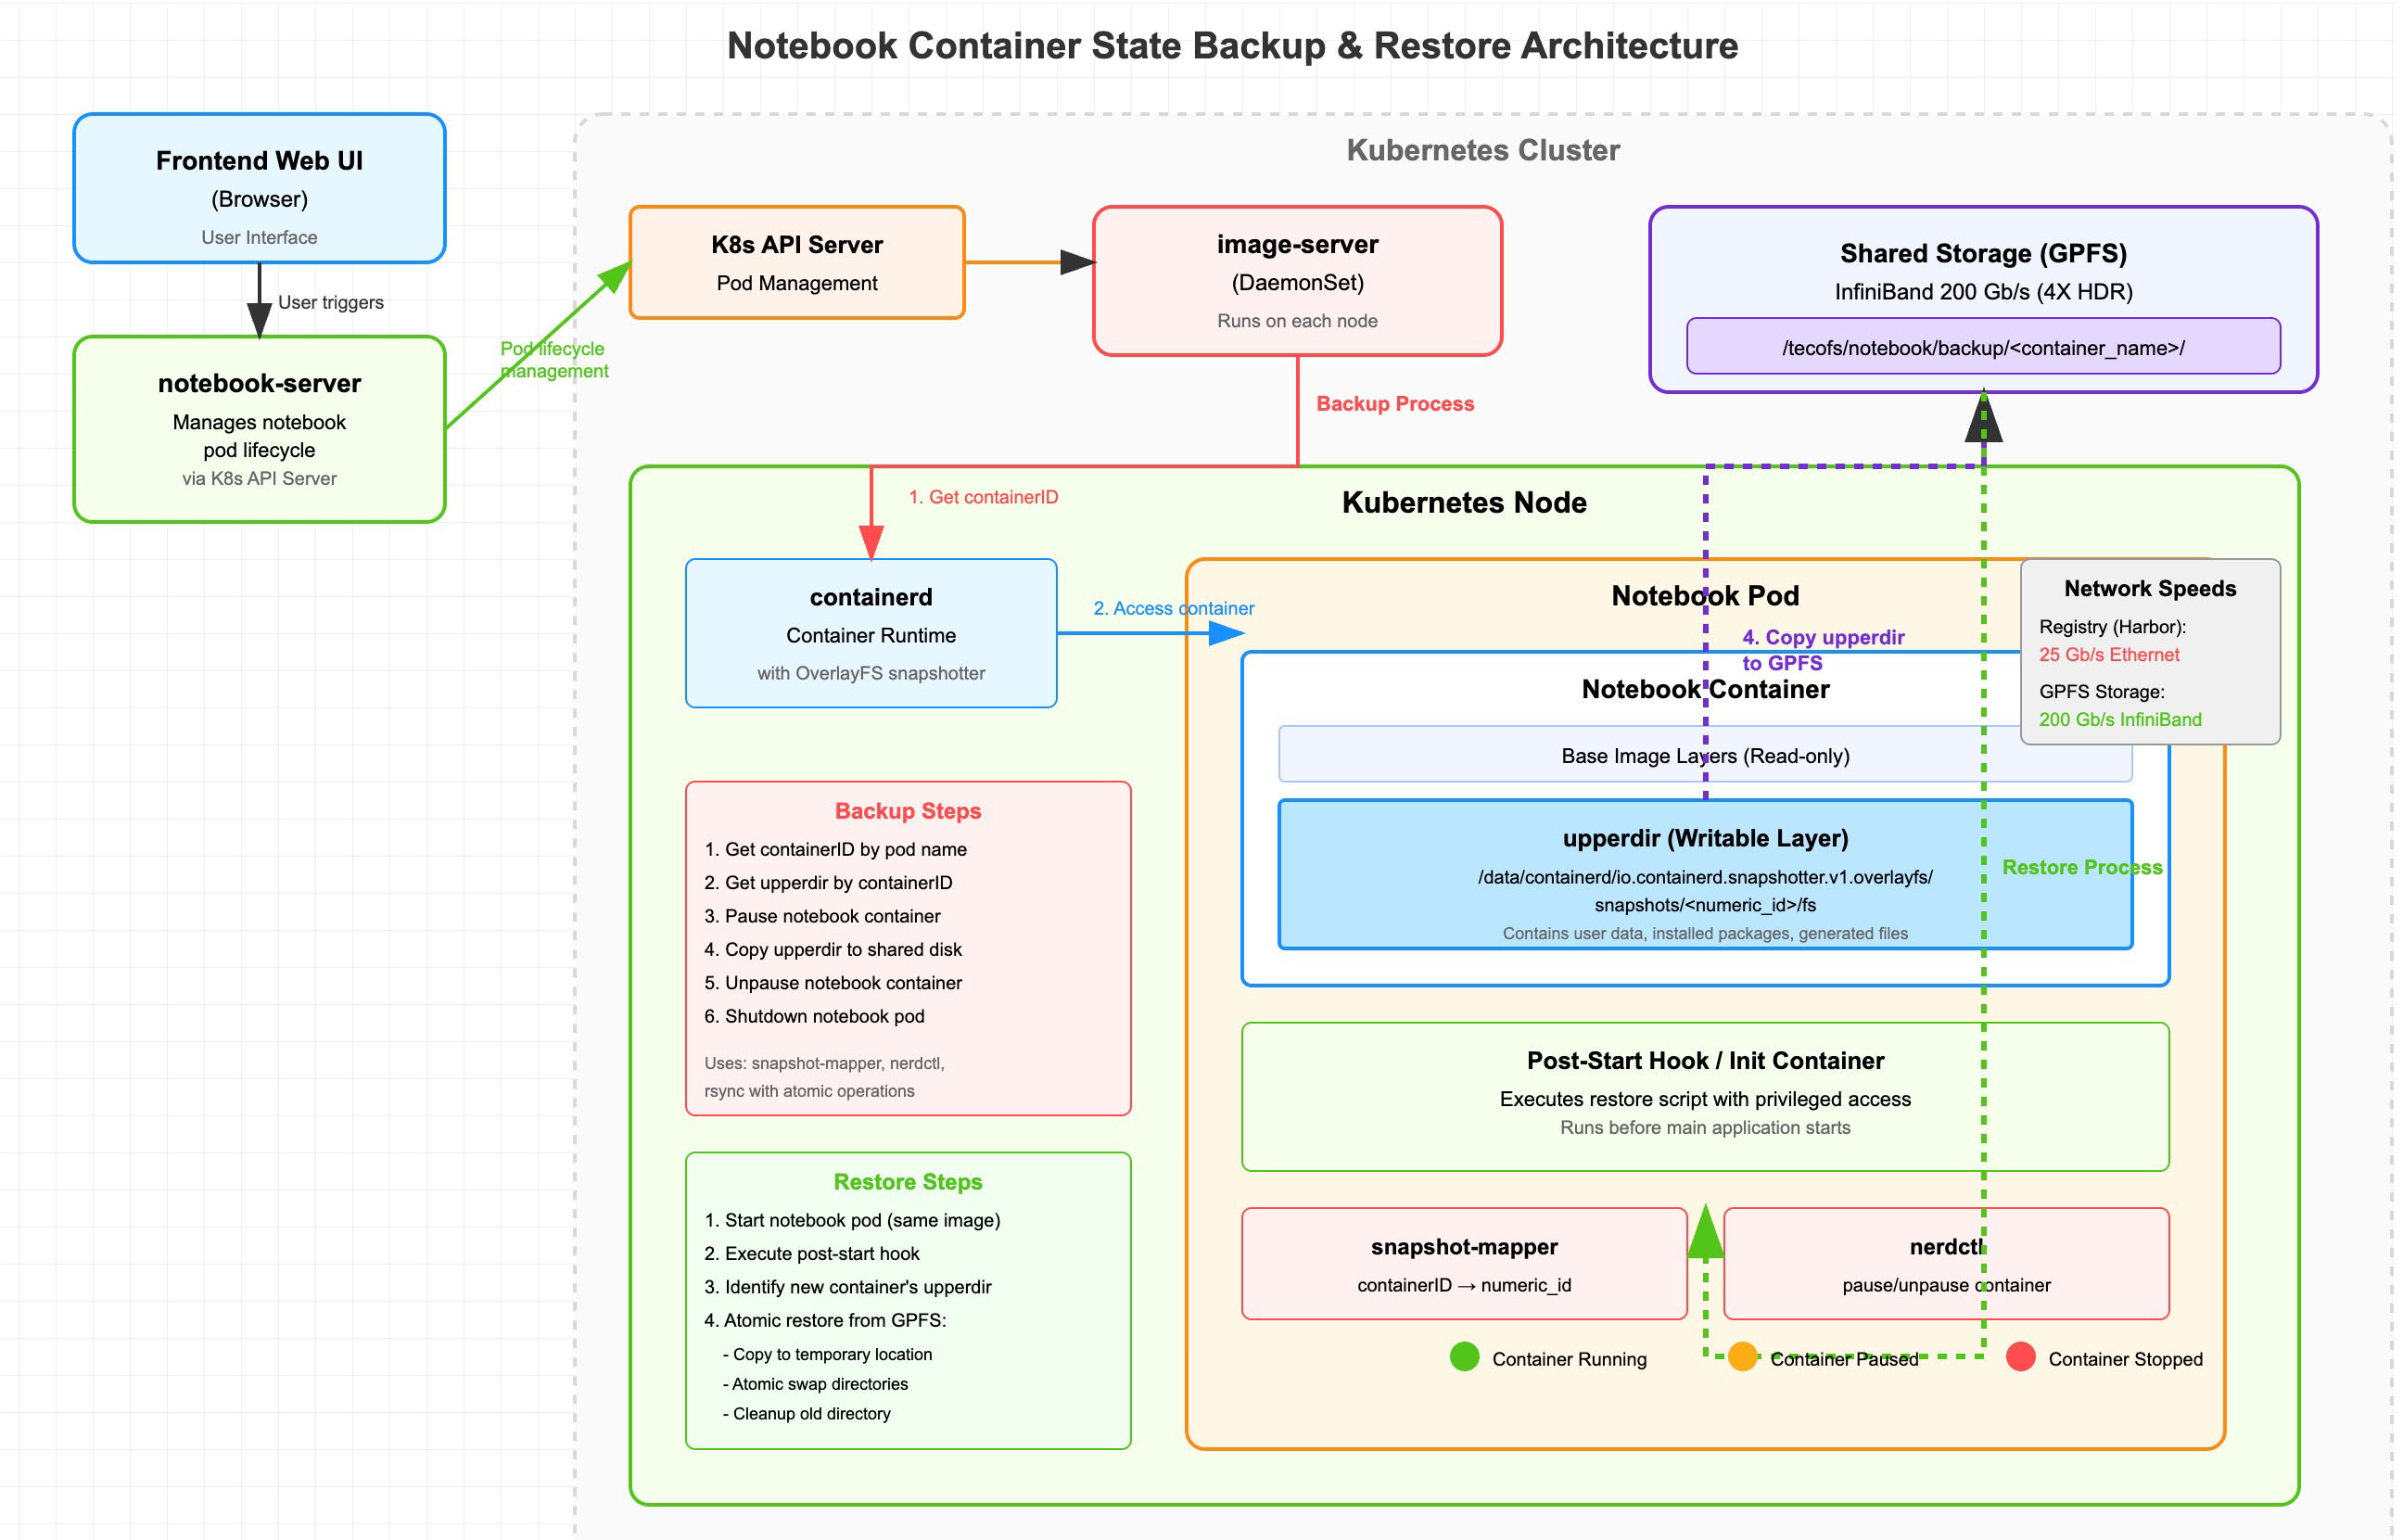 Notebook Container State Backup & Restore Architecture
Frontend Web UI
(Browser)
User Interface
User triggers
notebook-server
Manages notebook
pod lifecycle
via K8s API Server
Pod lifecycle
management
Kubernetes Cluster
K8s API Server
Pod Management
image-server
(DaemonSet)
Runs on each node
Shared Storage (GPFS)
InfiniBand 200 Gb/s (4X HDR)
/tecofs/notebook/backup/<container_name>/
Backup Process
Kubernetes Node
1. Get containerID
containerd
Container Runtime
with OverlayFS snapshotter
2. Access container
Notebook Pod
4. Copy upperdir
to GPFS
Network Speeds
Registry (Harbor):
25 Gb/s Ethernet
GPFS Storage:
200 Gb/s InfiniBand
Notebook Container
Base Image Layers (Read-only)
upperdir (Writable Layer)
/data/containerd/io.containerd.snapshotter.v1.overlayfs/
snapshots/<numeric_id>/fs
Contains user data, installed packages, generated files
Restore Process
Backup Steps
1. Get containerID by pod name
2. Get upperdir by containerID
3. Pause notebook container
4. Copy upperdir to shared disk
5. Unpause notebook container
6. Shutdown notebook pod
Uses: snapshot-mapper, nerdctl,
rsync with atomic operations
Post-Start Hook / Init Container
Executes restore script with privileged access
Runs before main application starts
Restore Steps
1. Start notebook pod (same image)
2. Execute post-start hook
3. Identify new container's upperdir
4. Atomic restore from GPFS:
- Copy to temporary location
- Atomic swap directories
- Cleanup old directory
snapshot-mapper
containerID → numeric_id
nerdctl
pause/unpause container
Container Running
Container Paused
Container Stopped